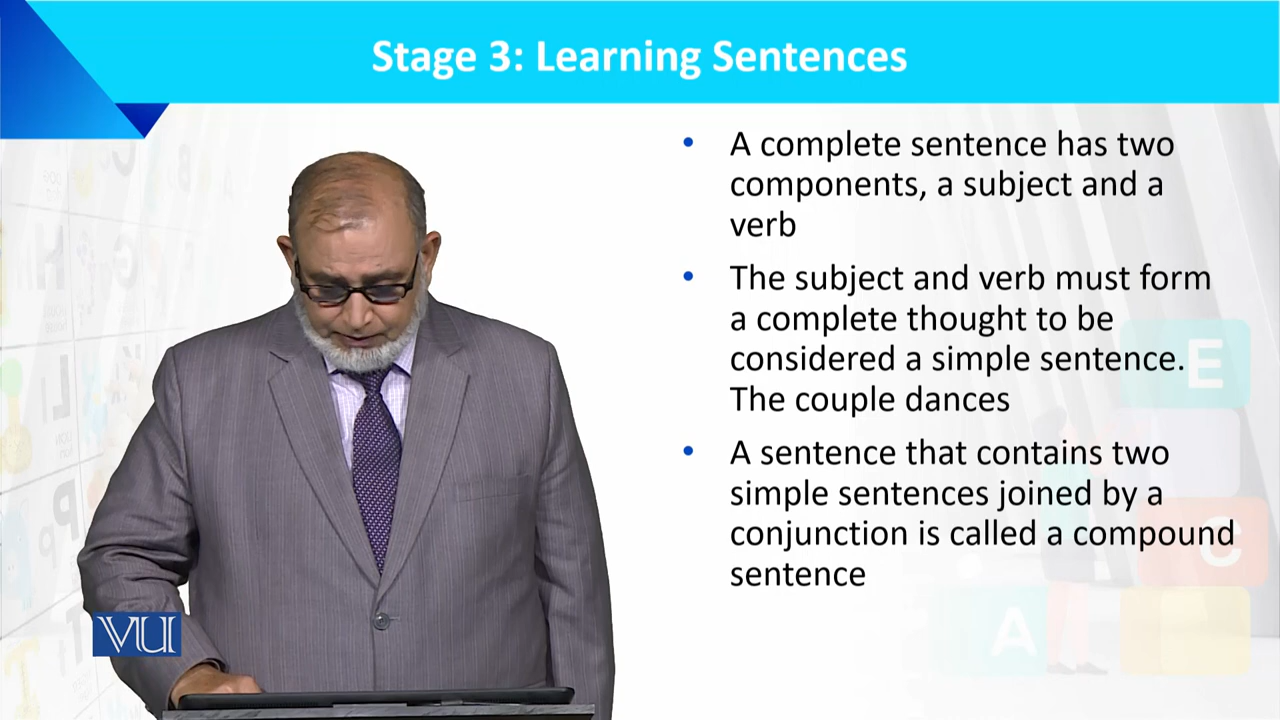 Stage 3: Learning Sentences
• A complete sentence has two
components, a subject and a
verb
• The subject and verb must form
a complete thought to be
considered a simple sentence.
The couple dances
• A sentence that contains two
simple sentences joined by a
conjunction is called a compound
sentence
VU
E
C
A